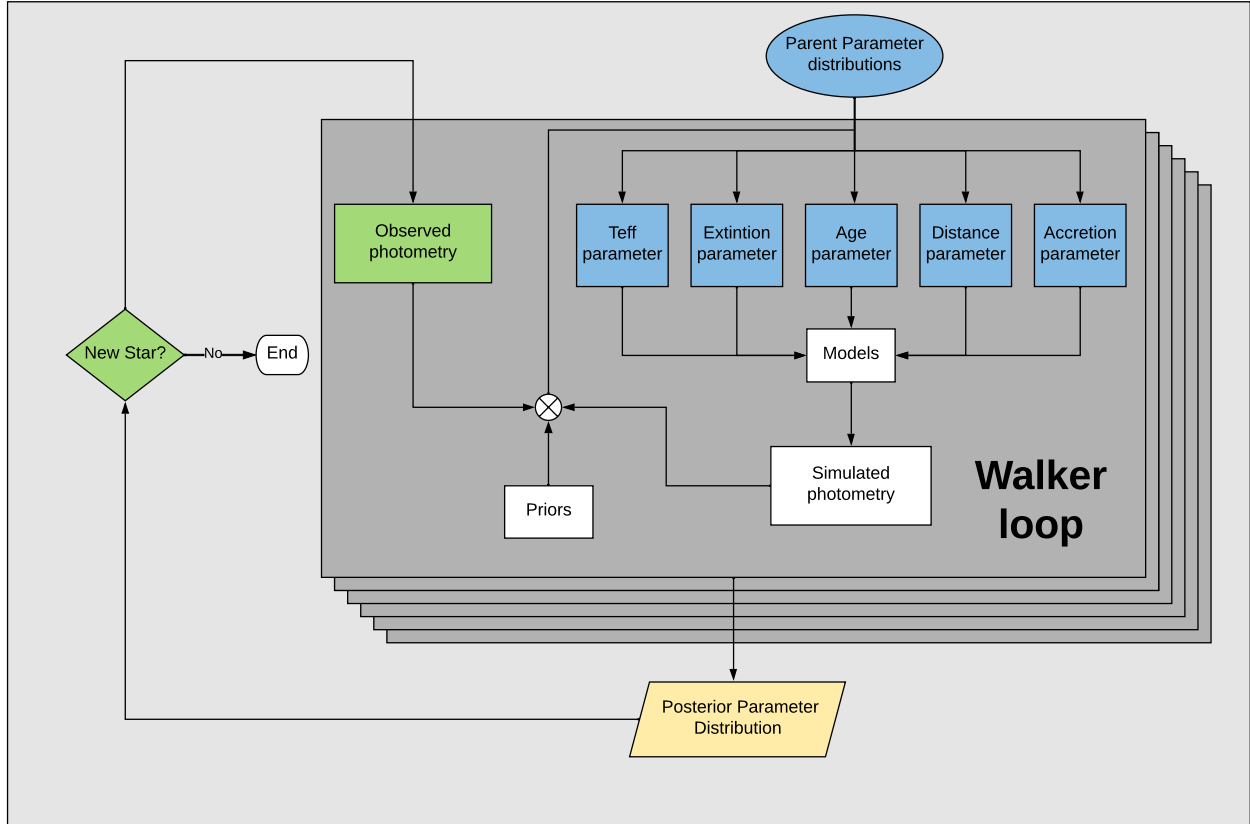 Parent Parameter
distributions
Observed
photometry
Teff
parameter
Extintion
parameter
Age
parameter
Distance
parameter
Accretion
parameter
New Star?
No
End
Models
Simulated
photometry
Priors
Walker
loop
Posterior Parameter
Distribution